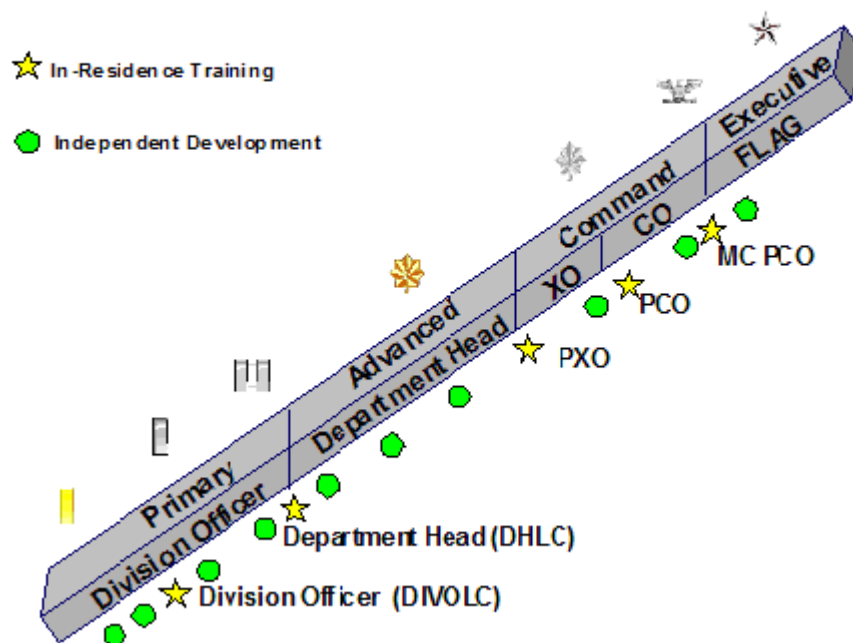 In-Residence Training
Independent Development
Executive
FLAG
Command
CO
XO
MC PCO
PCO
PXO
Advanced
Department Head
Primary
Division Officer
Department Head (DHLC)
Division Officer (DIVOLC)